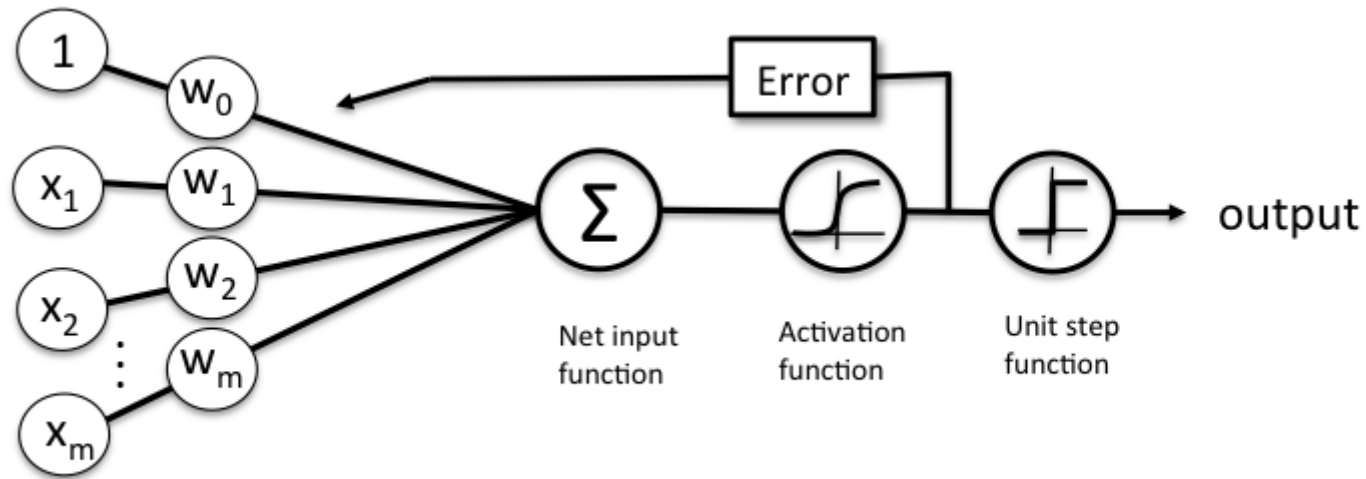 1
w₀
Error
x₁
w₁
Σ
output
x₂
w₂
⋮
xₘ
wₘ
Net input
function
Activation
function
Unit step
function